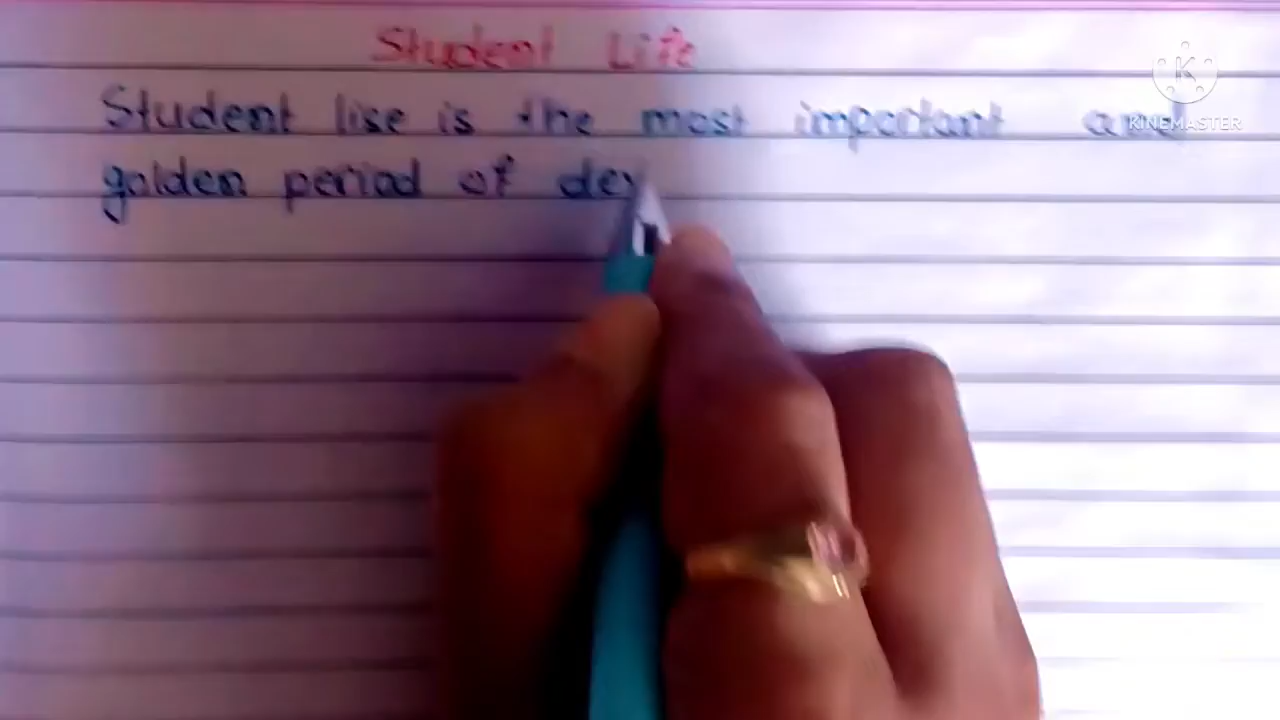 Student Life
Student lise is the most important and
golden period of dev
KINEMASTER